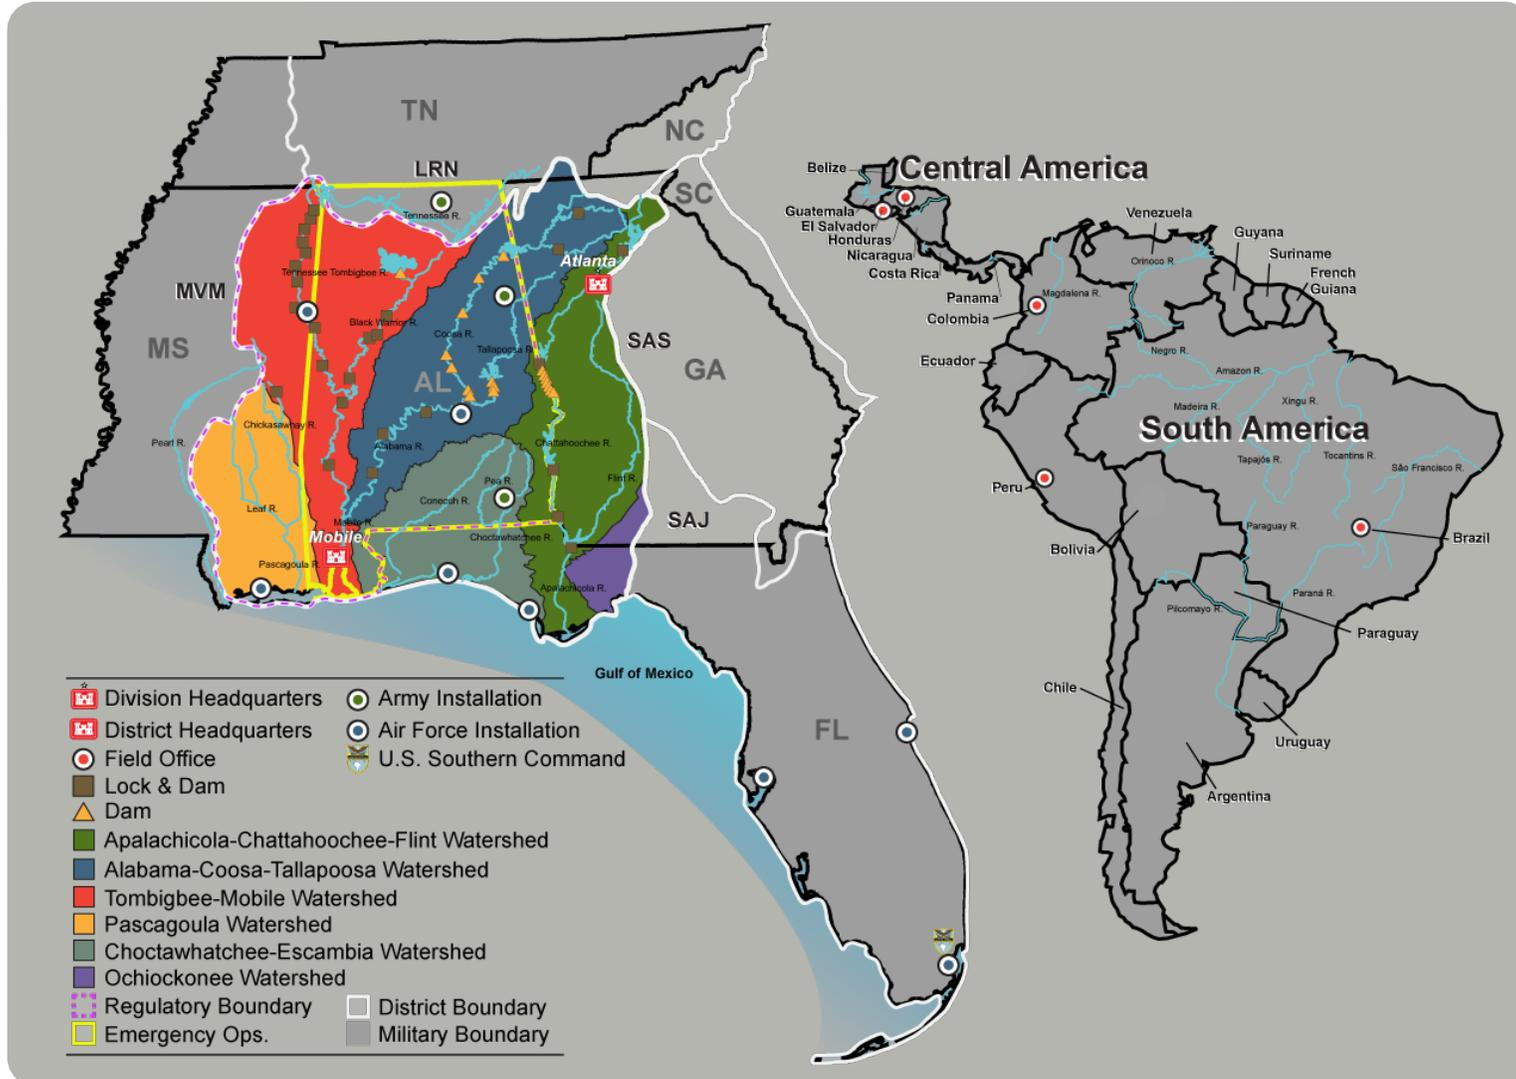 TN
NC
LRN
SC
Tennessee R.
Atlanta
Tennessee Tombigbee R.
MVM
Black Warrior R.
Coosa R.
Tallapoosa R.
SAS
MS
GA
AL
Chickasawhay R.
Pearl R.
Alabama R.
Chattahoochee R.
Flint R.
Pea R.
Conecuh R.
Leaf R.
Mobile R.
SAJ
Mobile
Choctawhatchee R.
Pascagoula R.
Apalachicola R.
Gulf of Mexico
FL
Central America
Belize
Guatemala
El Salvador
Honduras
Nicaragua
Costa Rica
Panama
Colombia
Ecuador
Venezuela
Guyana
Suriname
French
Guiana
Orinoco R.
Magdalena R.
Negro R.
Amazon R.
Madeira R.
Xingu R.
South America
Tapajós R.
Tocantins R.
São Francisco R.
Peru
Paraguay R.
Brazil
Bolivia
Paraná R.
Pilcomayo R.
Paraguay
Chile
Uruguay
Argentina
Division Headquarters
District Headquarters
Field Office
Lock & Dam
Dam
Army Installation
Air Force Installation
U.S. Southern Command
Apalachicola-Chattahoochee-Flint Watershed
Alabama-Coosa-Tallapoosa Watershed
Tombigbee-Mobile Watershed
Pascagoula Watershed
Choctawhatchee-Escambia Watershed
Ochiockonee Watershed
Regulatory Boundary
Emergency Ops.
District Boundary
Military Boundary